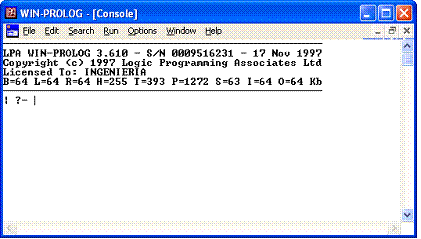 WIN-PROLOG - [Console]
File Edit Search Run Options Window Help
LPA WIN-PROLOG 3.610 - S/N 0009516231 - 17 Nov 1997
Copyright (c) 1997 Logic Programming Associates Ltd
Licensed To: INGENIERIA
B=64 L=64 R=64 H=255 T=393 P=1272 S=63 I=64 O=64 Kb
| ?- |